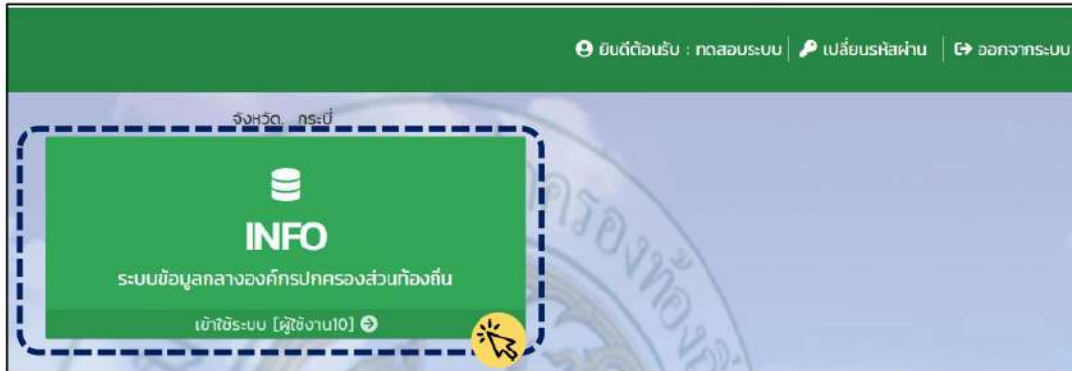 ยินดีต้อนรับ : ทดสอบระบบ | เปลี่ยนรหัสผ่าน | ออกจากระบบ
จังหวัด. กระบี่
INFO
ระบบข้อมูลกลางองค์กรปกครองส่วนท้องถิ่น
เข้าใช้ระบบ [ผู้ใช้งาน10]